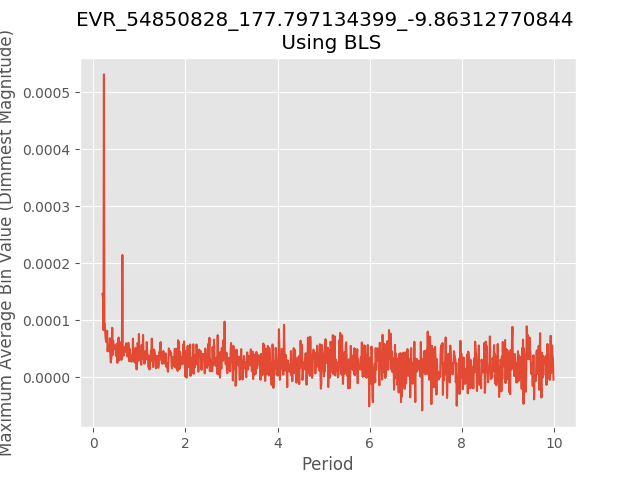 EVR_54850828_177.797134399_-9.86312770844
Using BLS
Maximum Average Bin Value (Dimmest Magnitude)
0.0005
0.0004
0.0003
0.0002
0.0001
0.0000
0 2 4 6 8 10
Period